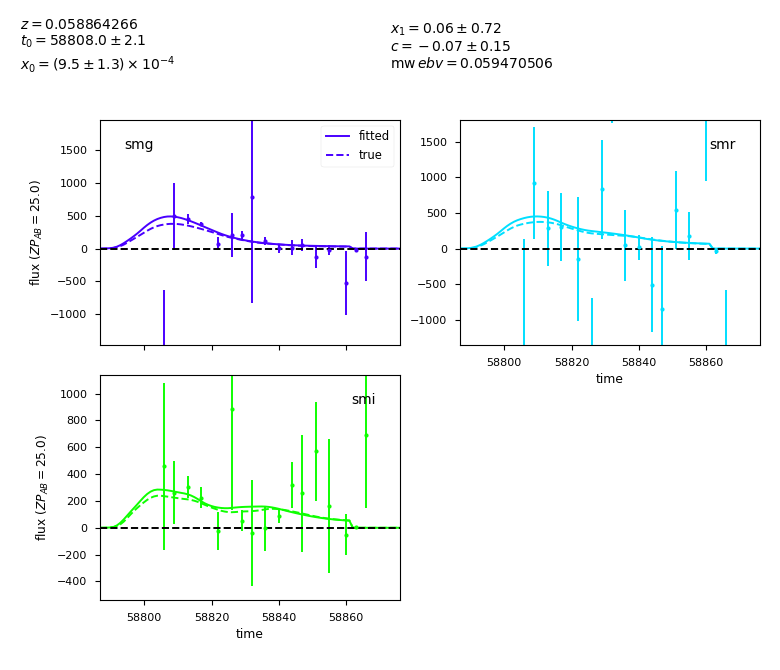 z = 0.058864266
t₀ = 58808.0 ± 2.1
x₀ = (9.5 ± 1.3) × 10⁻⁴
x₁ = 0.06 ± 0.72
c = −0.07 ± 0.15
mw ebv = 0.059470506
smg
fitted
true
1500
1000
500
0
−500
−1000
flux (ZP_AB = 25.0)
smr
1500
1000
500
0
−500
−1000
58800 58820 58840 58860
time
smi
1000
800
600
400
200
0
−200
−400
flux (ZP_AB = 25.0)
58800 58820 58840 58860
time